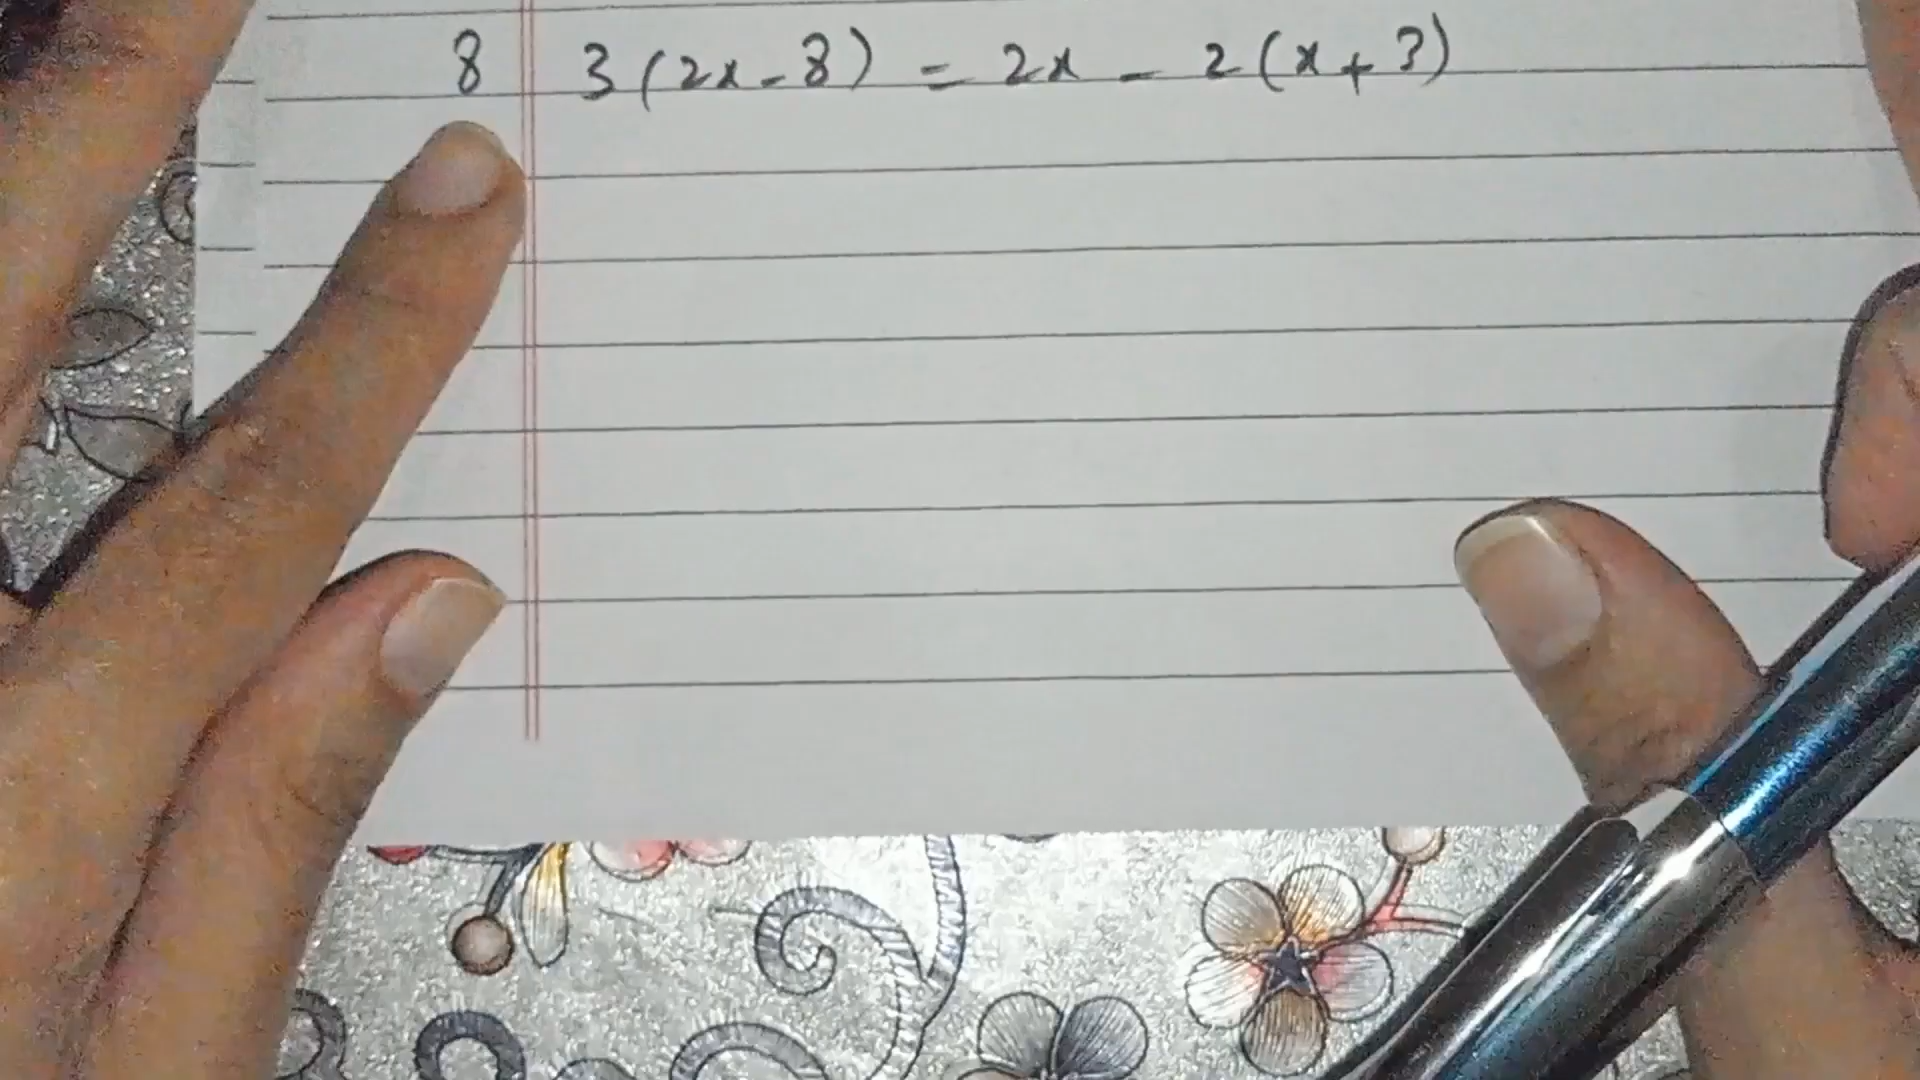 8 3(2x-8) = 2x - 2(x+3)